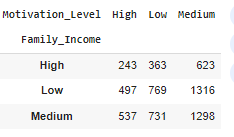 Motivation_Level High Low Medium
Family_Income
High 243 363 623
Low 497 769 1316
Medium 537 731 1298